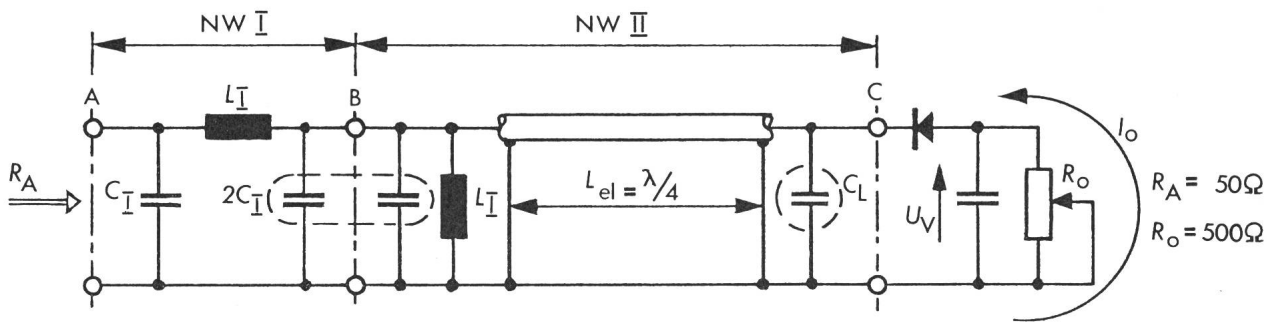 NW I
NW II
A
L_I
B
C
I_o
R_A
C_I
2C_I
L_I
L_el = λ/4
C_L
U_V
R_o
R_A = 50Ω
R_o = 500Ω